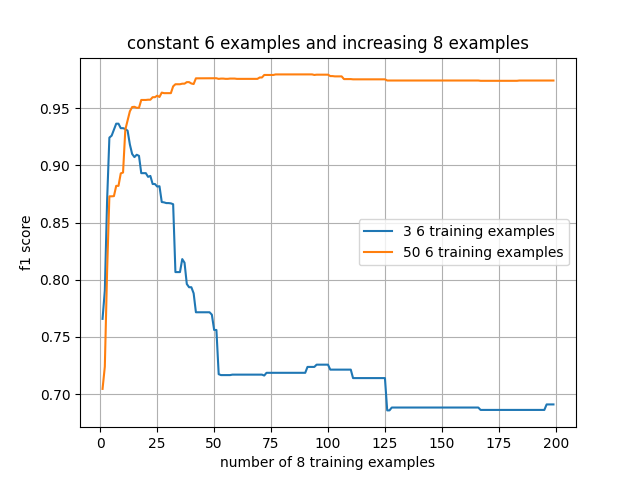 constant 6 examples and increasing 8 examples
0.95
0.90
0.85
0.80
0.75
0.70
f1 score
3 6 training examples
50 6 training examples
0 25 50 75 100 125 150 175 200
number of 8 training examples